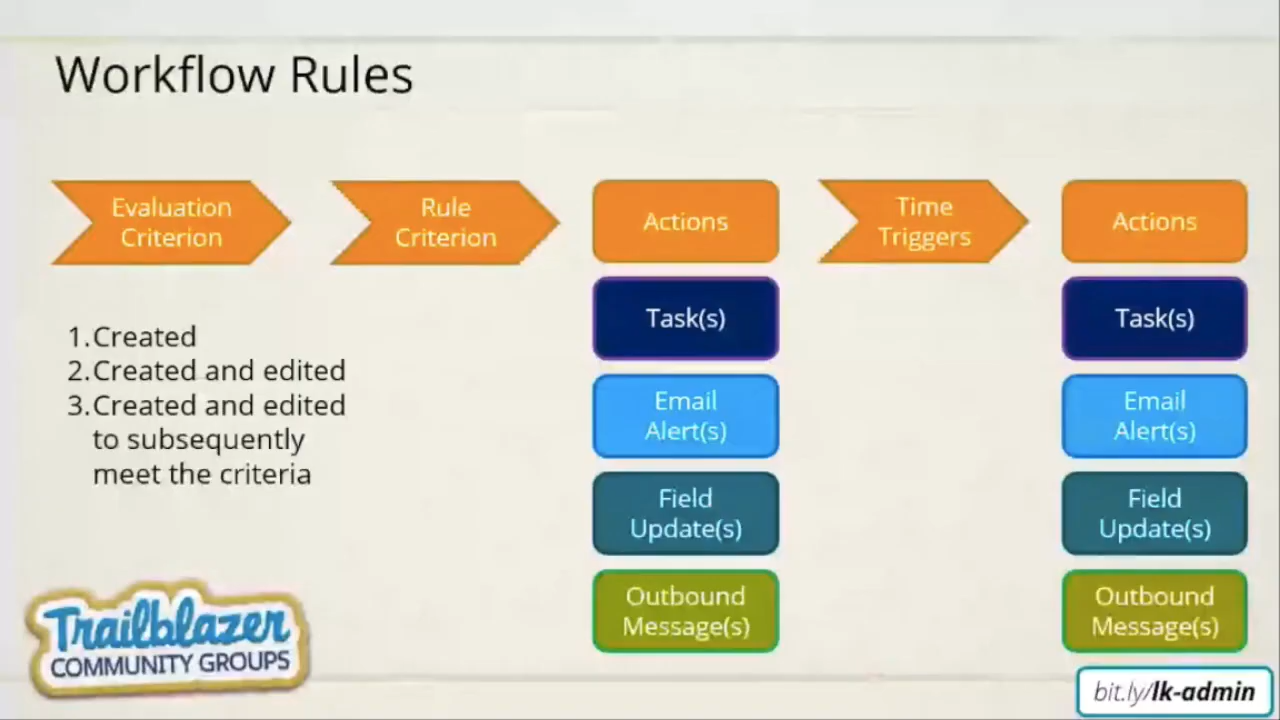 Workflow Rules
Evaluation
Criterion
Rule
Criterion
Actions
Time
Triggers
Actions
1. Created
2. Created and edited
3. Created and edited
to subsequently
meet the criteria
Task(s)
Email
Alert(s)
Field
Update(s)
Outbound
Message(s)
Task(s)
Email
Alert(s)
Field
Update(s)
Outbound
Message(s)
Trailblazer
COMMUNITY GROUPS
bit.ly/lk-admin